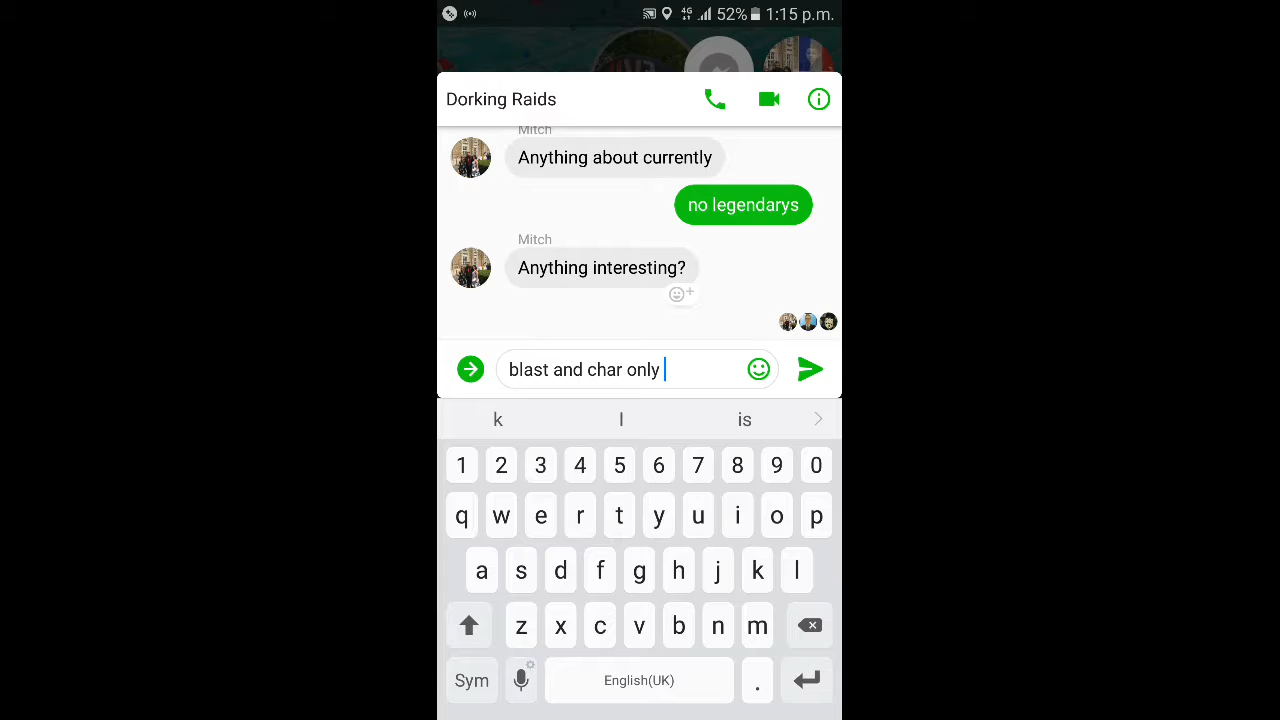 4G 52% 1:15 p.m.
Dorking Raids
Mitch
Anything about currently
no legendarys
Mitch
Anything interesting?
blast and char only
k l is
1 2 3 4 5 6 7 8 9 0
q w e r t y u i o p
a s d f g h j k l
z x c v b n m
Sym English(UK) .